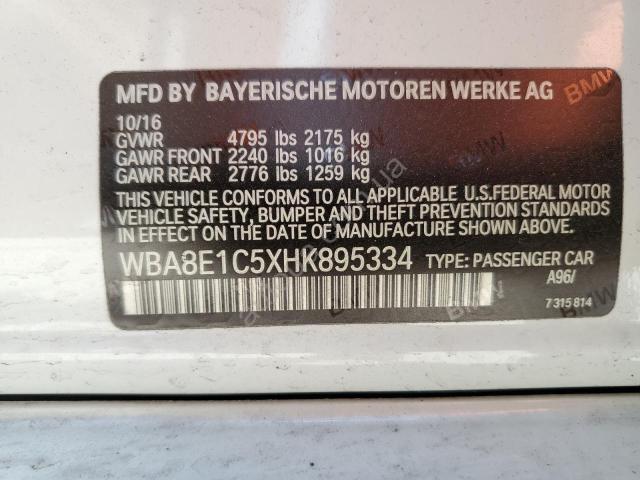 MFD BY BAYERISCHE MOTOREN WERKE AG
10/16
GVWR 4795 lbs 2175 kg
GAWR FRONT 2240 lbs 1016 kg
GAWR REAR 2776 lbs 1259 kg
THIS VEHICLE CONFORMS TO ALL APPLICABLE U.S.FEDERAL MOTOR
VEHICLE SAFETY, BUMPER AND THEFT PREVENTION STANDARDS
IN EFFECT ON THE DATE OF MANUFACTURE SHOWN ABOVE.
WBA8E1C5XHK895334 TYPE: PASSENGER CAR
A96/
7 315 814
BMW
BMW
BMW